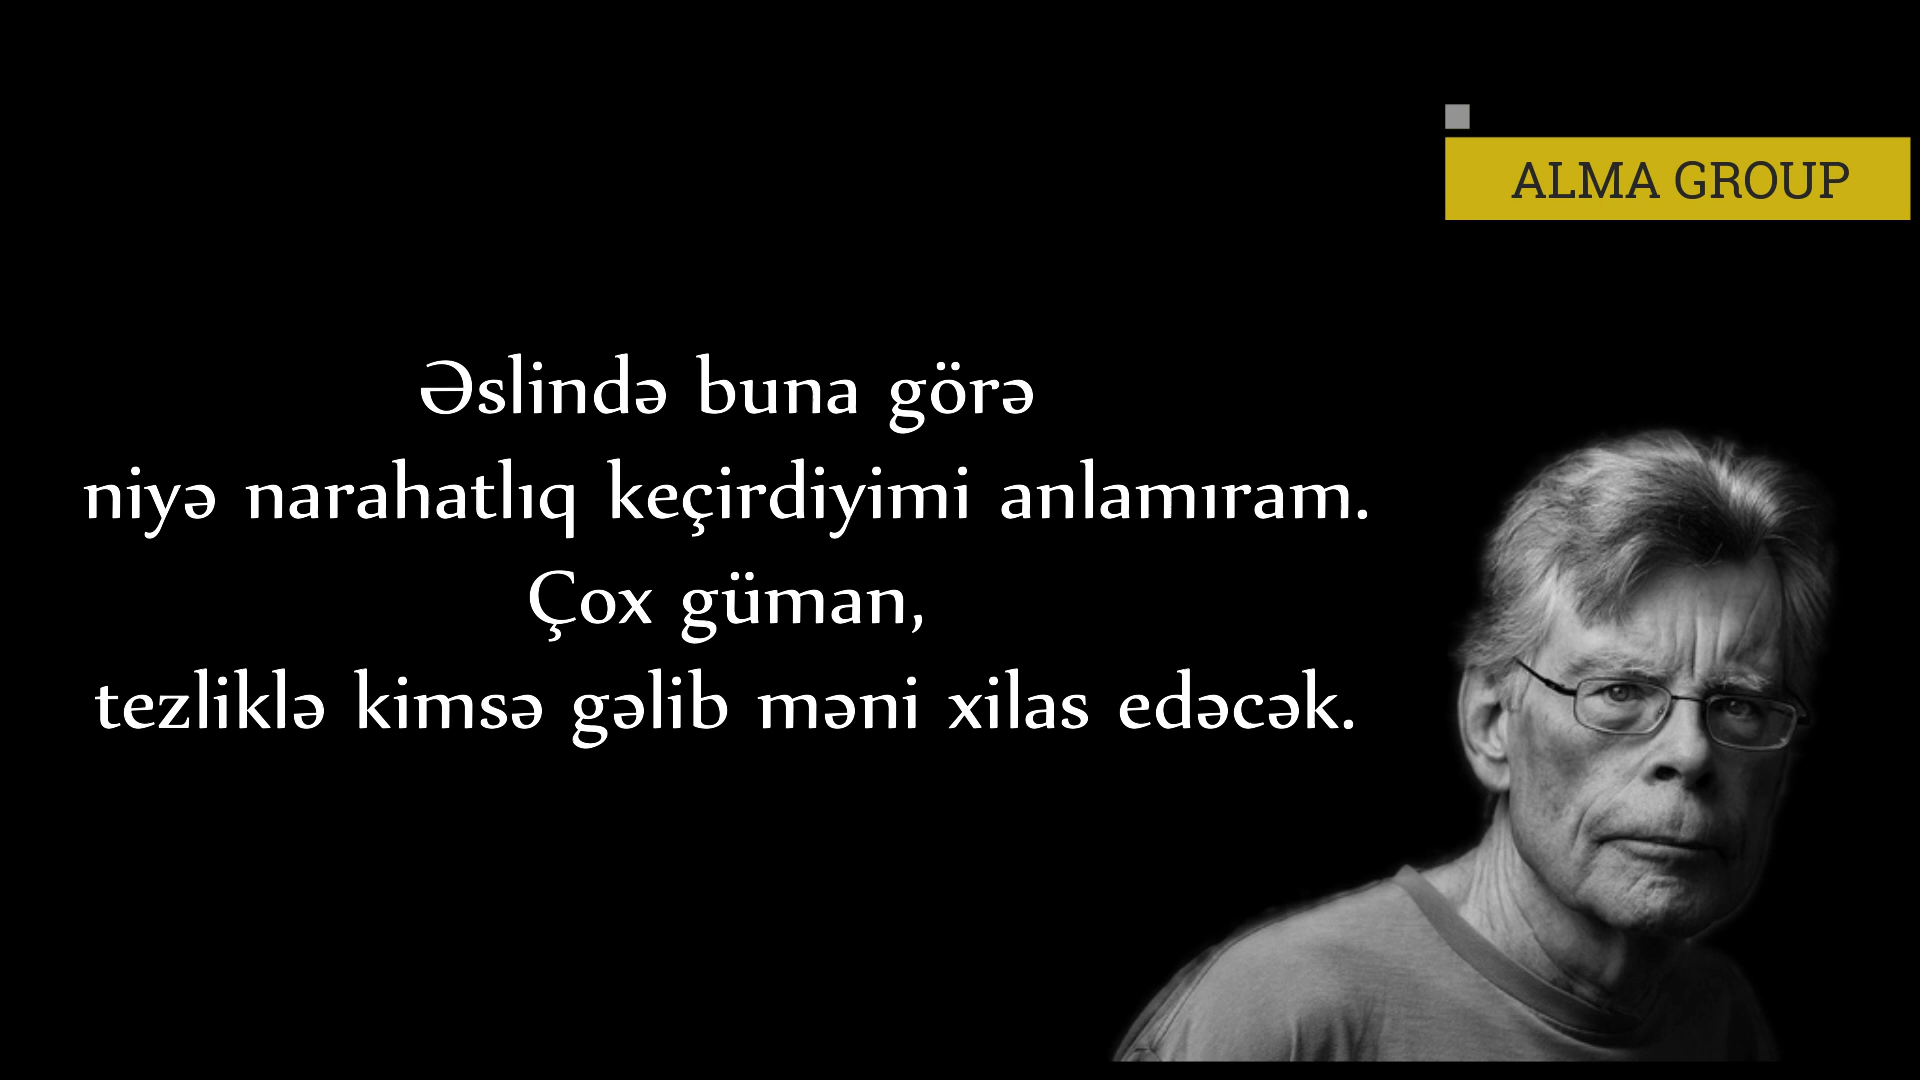 ALMA GROUP
Əslində buna görə
niyə narahatlıq keçirdiyimi anlamıram.
Çox güman,
tezliklə kimsə gəlib məni xilas edəcək.